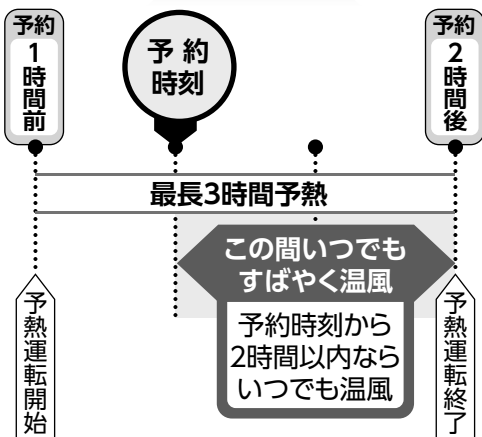 予約
1時間前
予約
時刻
予約
2時間後
最長3時間予熱
この間いつでも
すばやく温風
予約時刻から
2時間以内なら
いつでも温風
予熱運転開始
予熱運転終了